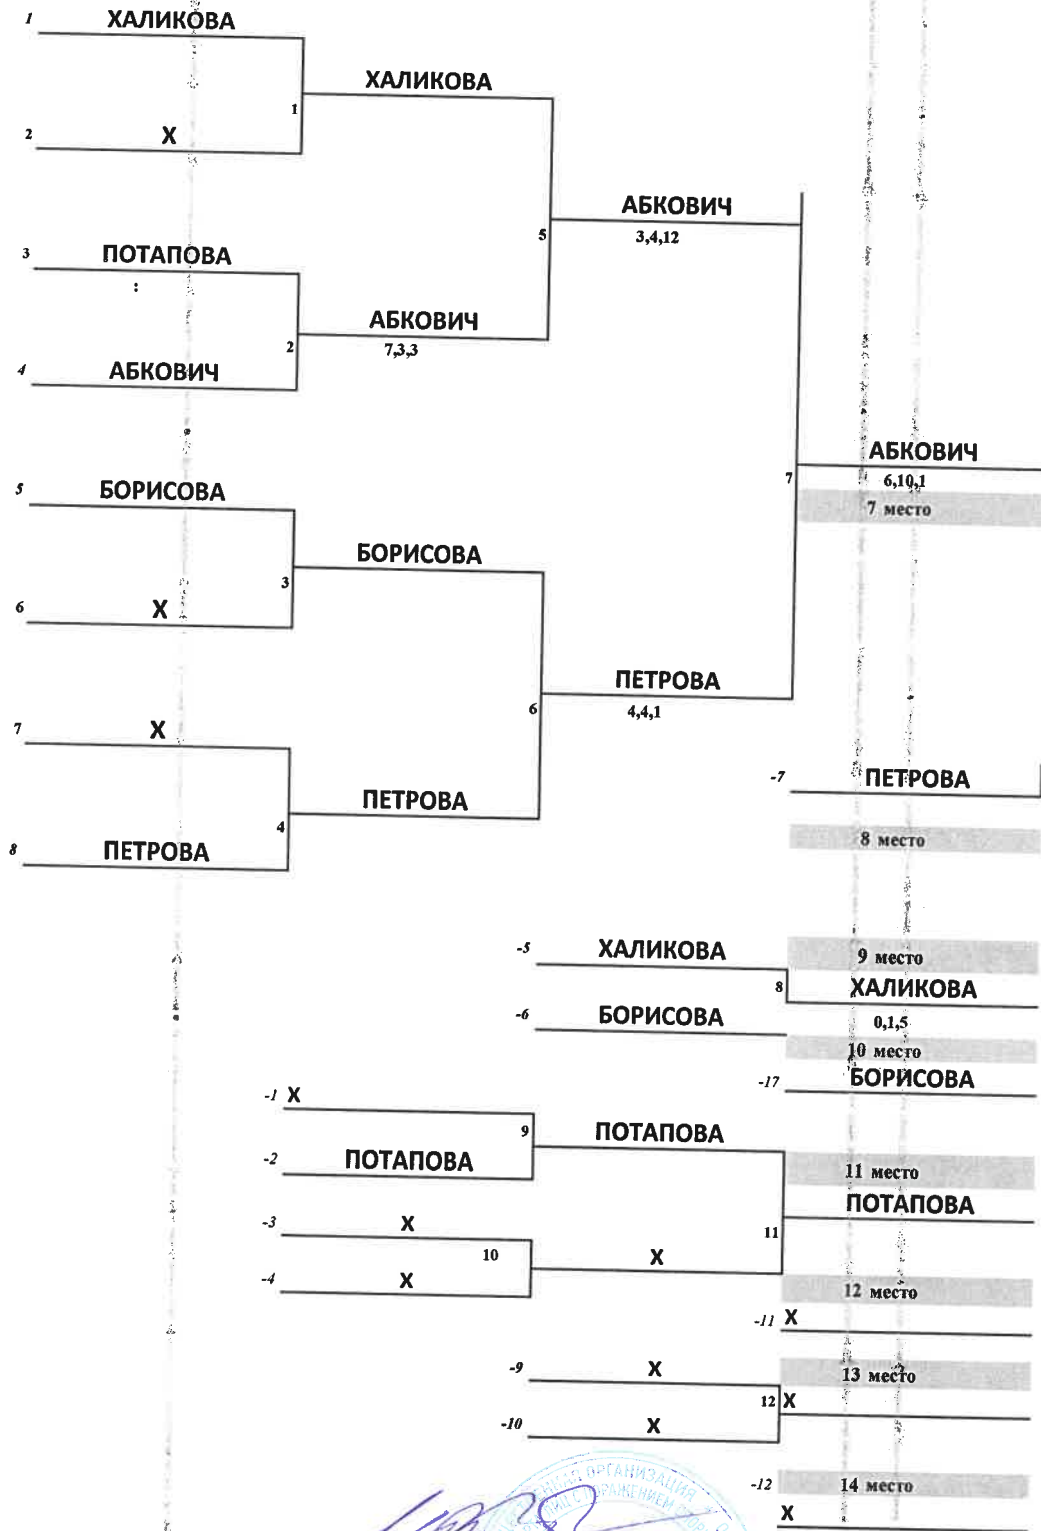 1 ХАЛИКОВА
ХАЛИКОВА
1
2 X
АБКОВИЧ
3,4,12
5
3 ПОТАПОВА
:
АБКОВИЧ
7,3,3
2
4 АБКОВИЧ
АБКОВИЧ
6,10,1
7
7 место
5 БОРИСОВА
БОРИСОВА
3
6 X
ПЕТРОВА
4,4,1
6
7 X
-7 ПЕТРОВА
ПЕТРОВА
4
8 место
8 ПЕТРОВА
-5 ХАЛИКОВА
9 место
8 ХАЛИКОВА
-6 БОРИСОВА
0,1,5
10 место
-17 БОРИСОВА
-1 X
9 ПОТАПОВА
-2 ПОТАПОВА
11 место
ПОТАПОВА
-3 X
11
10 X
-4 X
12 место
-11 X
-9 X
13 место
12 X
-10 X
-12 14 место
X
ОРГАНИЗАЦИЯ